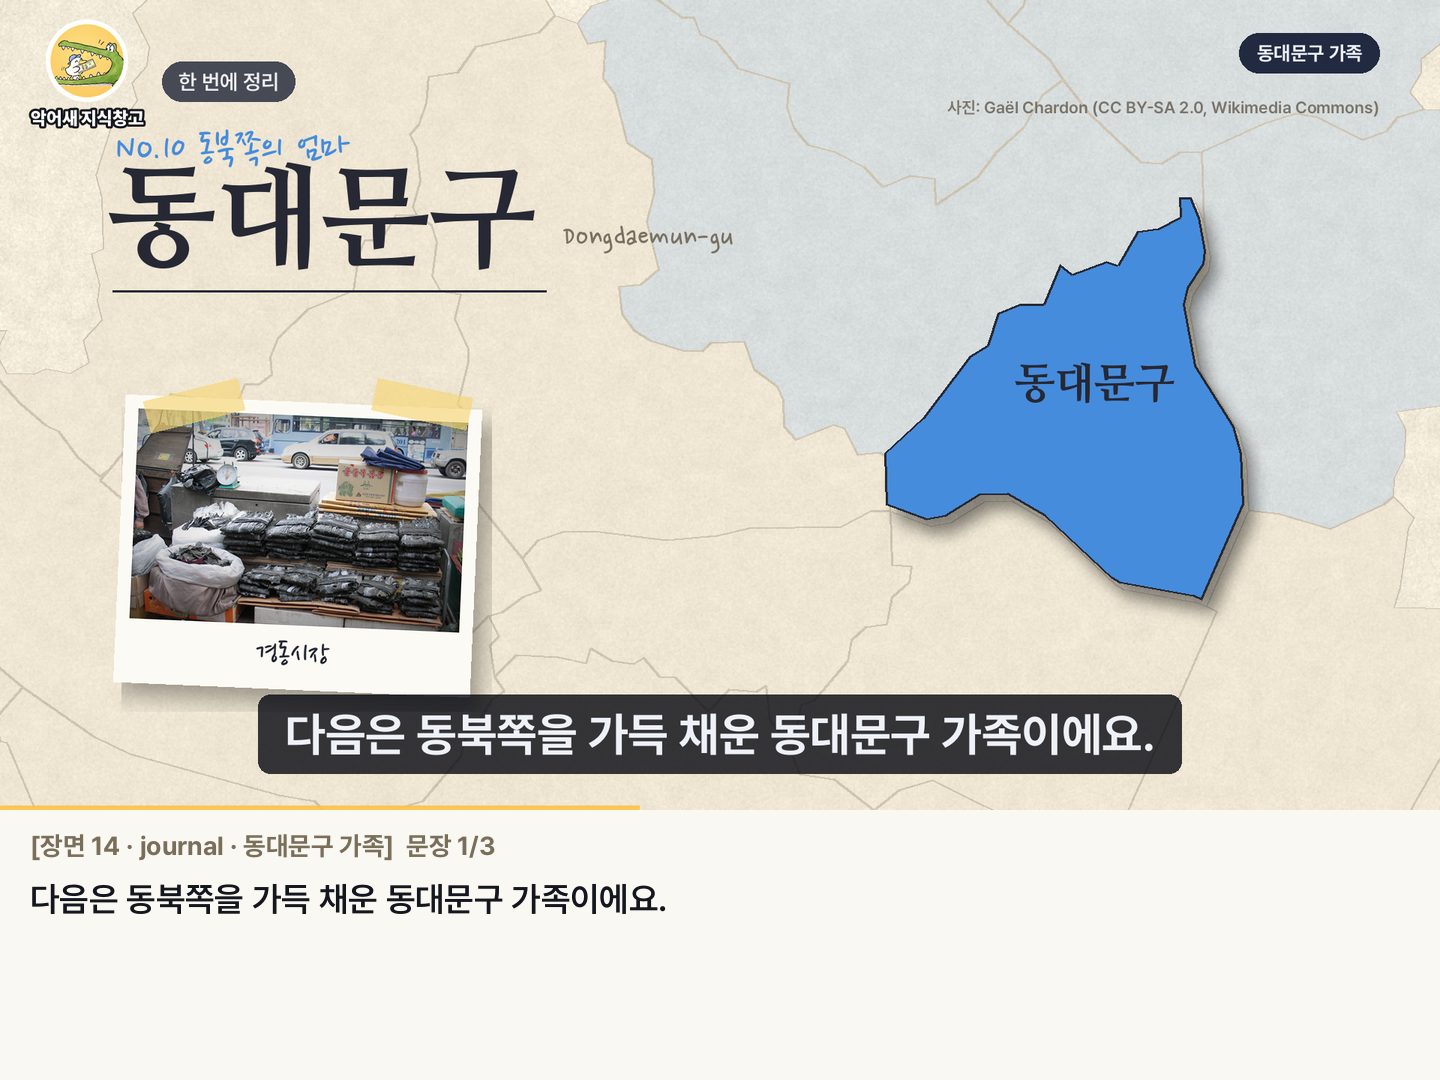 악어새 지식창고
한 번에 정리
동대문구 가족
사진: Gaël Chardon (CC BY-SA 2.0, Wikimedia Commons)
NO.10 동북쪽의 엄마
동대문구
Dongdaemun-gu
동대문구
경동시장
다음은 동북쪽을 가득 채운 동대문구 가족이에요.
[장면 14 · journal · 동대문구 가족] 문장 1/3
다음은 동북쪽을 가득 채운 동대문구 가족이에요.